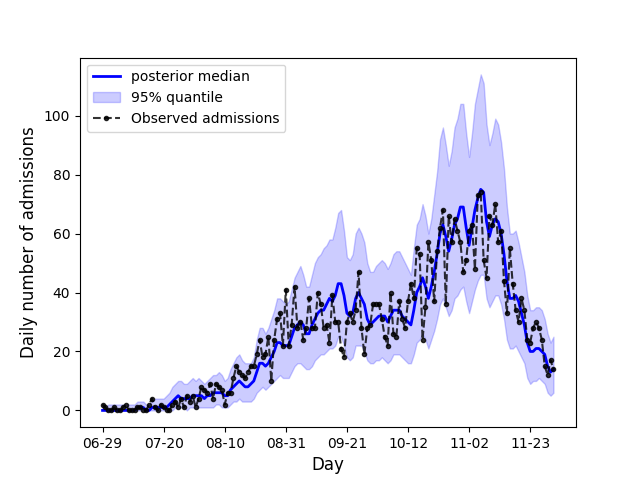 posterior median
95% quantile
Observed admissions
Daily number of admissions
100
80
60
40
20
0
06-29 07-20 08-10 08-31 09-21 10-12 11-02 11-23
Day